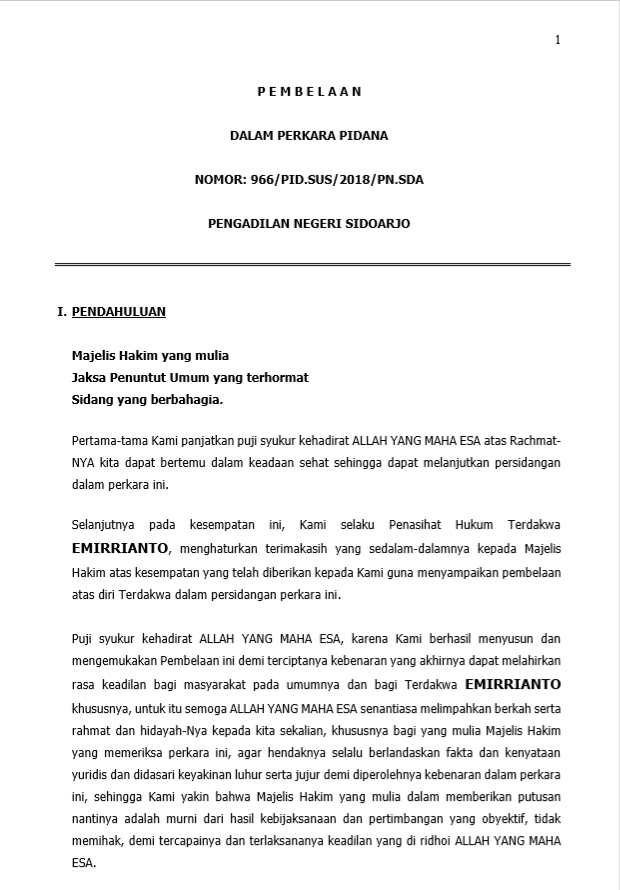 1
P E M B E L A A N
DALAM PERKARA PIDANA
NOMOR: 966/PID.SUS/2018/PN.SDA
PENGADILAN NEGERI SIDOARJO
I. PENDAHULUAN
Majelis Hakim yang mulia
Jaksa Penuntut Umum yang terhormat
Sidang yang berbahagia.
Pertama-tama Kami panjatkan puji syukur kehadirat ALLAH YANG MAHA ESA atas Rachmat-
NYA kita dapat bertemu dalam keadaan sehat sehingga dapat melanjutkan persidangan
dalam perkara ini.
Selanjutnya pada kesempatan ini, Kami selaku Penasihat Hukum Terdakwa
EMIRRIANTO, menghaturkan terimakasih yang sedalam-dalamnya kepada Majelis
Hakim atas kesempatan yang telah diberikan kepada Kami guna menyampaikan pembelaan
atas diri Terdakwa dalam persidangan perkara ini.
Puji syukur kehadirat ALLAH YANG MAHA ESA, karena Kami berhasil menyusun dan
mengemukakan Pembelaan ini demi terciptanya kebenaran yang akhirnya dapat melahirkan
rasa keadilan bagi masyarakat pada umumnya dan bagi Terdakwa EMIRRIANTO
khususnya, untuk itu semoga ALLAH YANG MAHA ESA senantiasa melimpahkan berkah serta
rahmat dan hidayah-Nya kepada kita sekalian, khususnya bagi yang mulia Majelis Hakim
yang memeriksa perkara ini, agar hendaknya selalu berlandaskan fakta dan kenyataan
yuridis dan didasari keyakinan luhur serta jujur demi diperolehnya kebenaran dalam perkara
ini, sehingga Kami yakin bahwa Majelis Hakim yang mulia dalam memberikan putusan
nantinya adalah murni dari hasil kebijaksanaan dan pertimbangan yang obyektif, tidak
memihak, demi tercapainya dan terlaksananya keadilan yang di ridhoi ALLAH YANG MAHA
ESA.